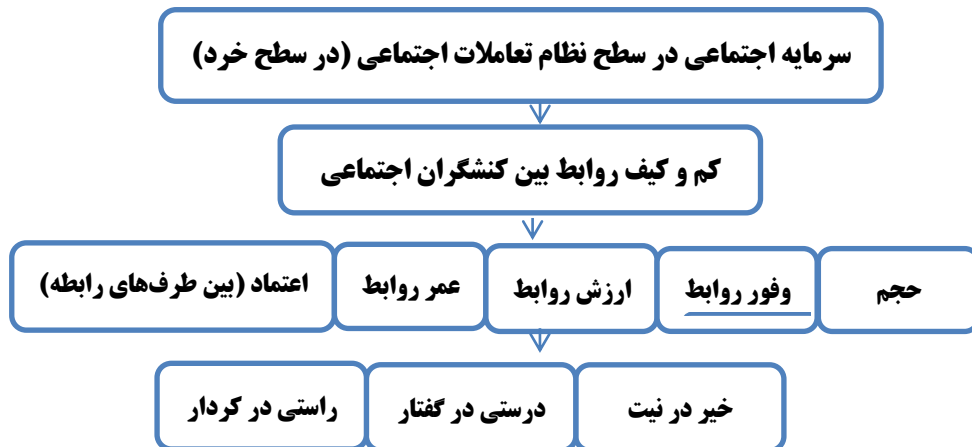 سرمایه اجتماعی در سطح نظام تعاملات اجتماعی (در سطح خرد)
کم و کیف روابط بین کنشگران اجتماعی
حجم
وفور روابط
ارزش روابط
عمر روابط
اعتماد (بین طرف‌های رابطه)
خیر در نیت
درستی در گفتار
راستی در کردار